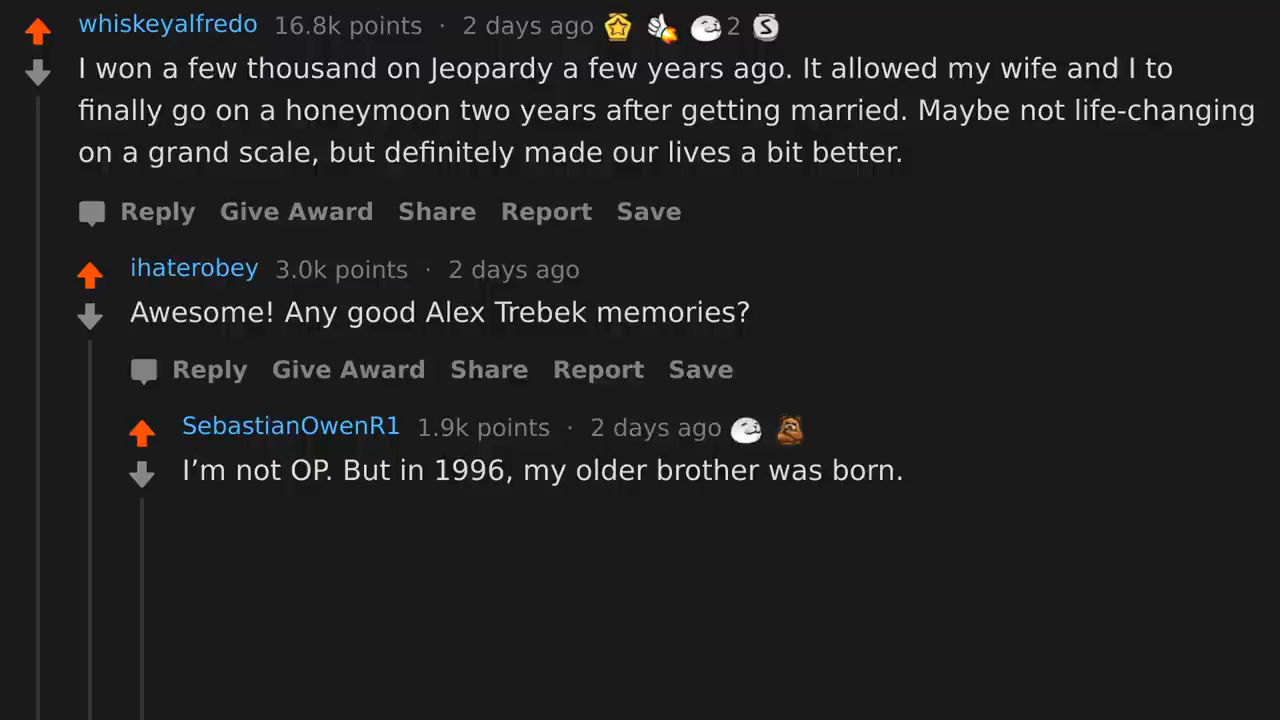 whiskeyalfredo 16.8k points · 2 days ago 2 S
I won a few thousand on Jeopardy a few years ago. It allowed my wife and I to
finally go on a honeymoon two years after getting married. Maybe not life-changing
on a grand scale, but definitely made our lives a bit better.
Reply Give Award Share Report Save
ihaterobey 3.0k points · 2 days ago
Awesome! Any good Alex Trebek memories?
Reply Give Award Share Report Save
SebastianOwenR1 1.9k points · 2 days ago
I’m not OP. But in 1996, my older brother was born.